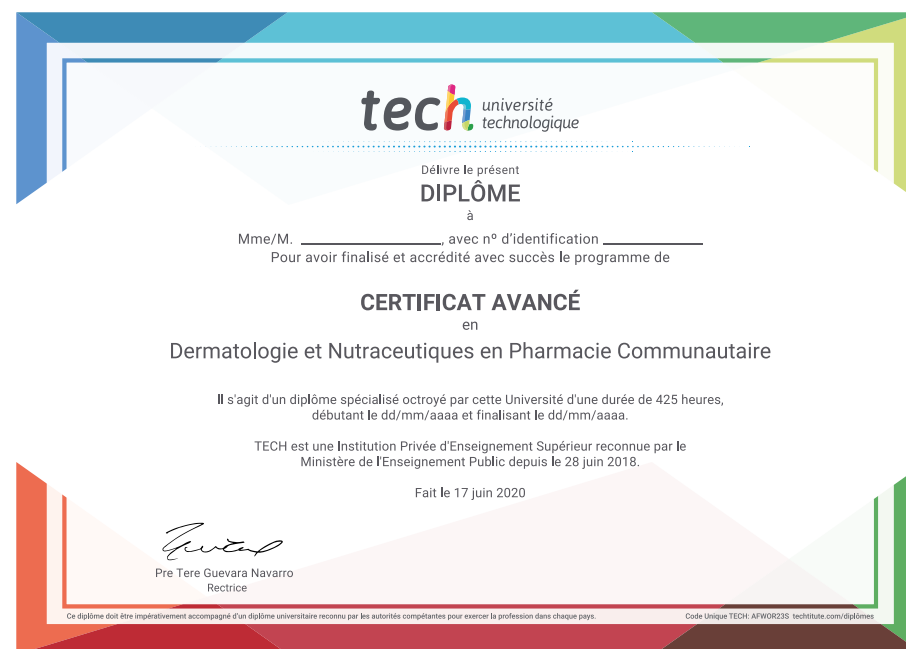 tech université
technologique
Délivre le présent
DIPLÔME
à
Mme/M. ____________________, avec nº d'identification ______________
Pour avoir finalisé et accrédité avec succès le programme de
CERTIFICAT AVANCÉ
en
Dermatologie et Nutraceutiques en Pharmacie Communautaire
Il s'agit d'un diplôme spécialisé octroyé par cette Université d'une durée de 425 heures,
débutant le dd/mm/aaaa et finalisant le dd/mm/aaaa.
TECH est une Institution Privée d'Enseignement Supérieur reconnue par le
Ministère de l'Enseignement Public depuis le 28 juin 2018.
Fait le 17 juin 2020
Pre Tere Guevara Navarro
Rectrice
Ce diplôme doit être impérativement accompagné d'un diplôme universitaire reconnu par les autorités compétantes pour exercer la profession dans chaque pays.
Code Unique TECH: AFWOR23S techtitute.com/diplômes